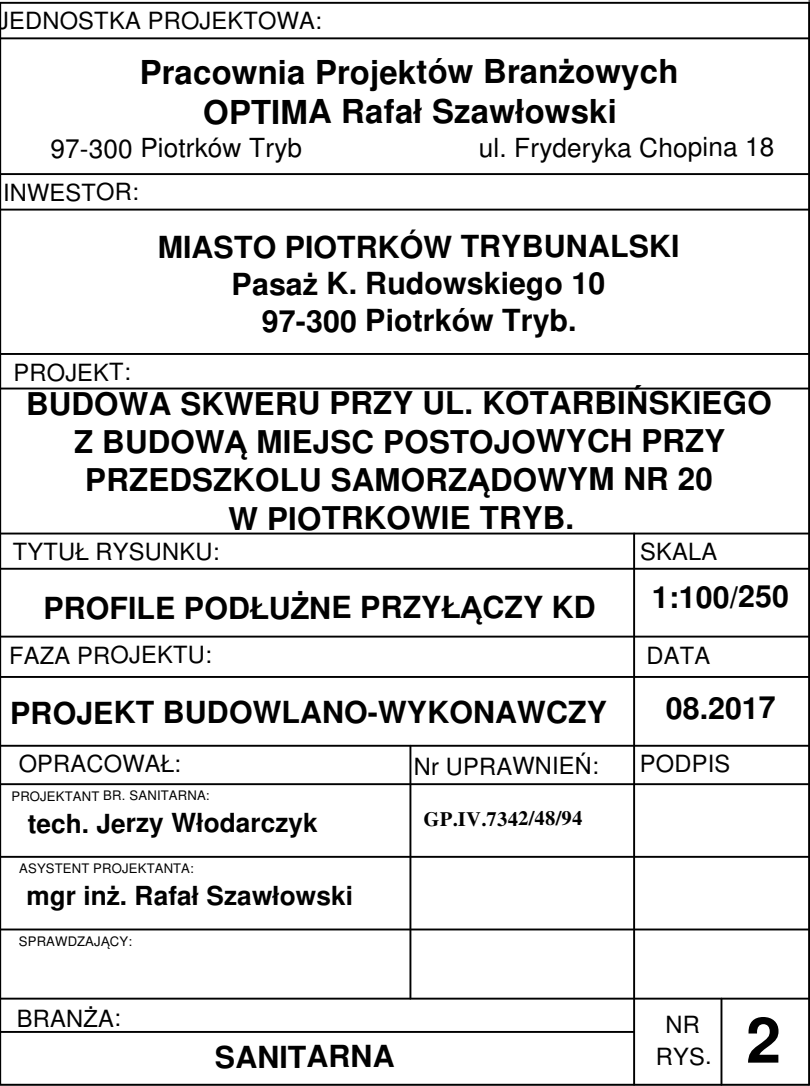 JEDNOSTKA PROJEKTOWA:
Pracownia Projektów Branżowych
OPTIMA Rafał Szawłowski
97-300 Piotrków Tryb ul. Fryderyka Chopina 18
INWESTOR:
MIASTO PIOTRKÓW TRYBUNALSKI
Pasaż K. Rudowskiego 10
97-300 Piotrków Tryb.
PROJEKT:
BUDOWA SKWERU PRZY UL. KOTARBIŃSKIEGO
Z BUDOWĄ MIEJSC POSTOJOWYCH PRZY
PRZEDSZKOLU SAMORZĄDOWYM NR 20
W PIOTRKOWIE TRYB.
TYTUŁ RYSUNKU: SKALA
PROFILE PODŁUŻNE PRZYŁĄCZY KD 1:100/250
FAZA PROJEKTU: DATA
PROJEKT BUDOWLANO-WYKONAWCZY 08.2017
OPRACOWAŁ: Nr UPRAWNIEŃ: PODPIS
PROJEKTANT BR. SANITARNA:
tech. Jerzy Włodarczyk GP.IV.7342/48/94
ASYSTENT PROJEKTANTA:
mgr inż. Rafał Szawłowski
SPRAWDZAJĄCY:
BRANŻA:
SANITARNA
NR
RYS.
2